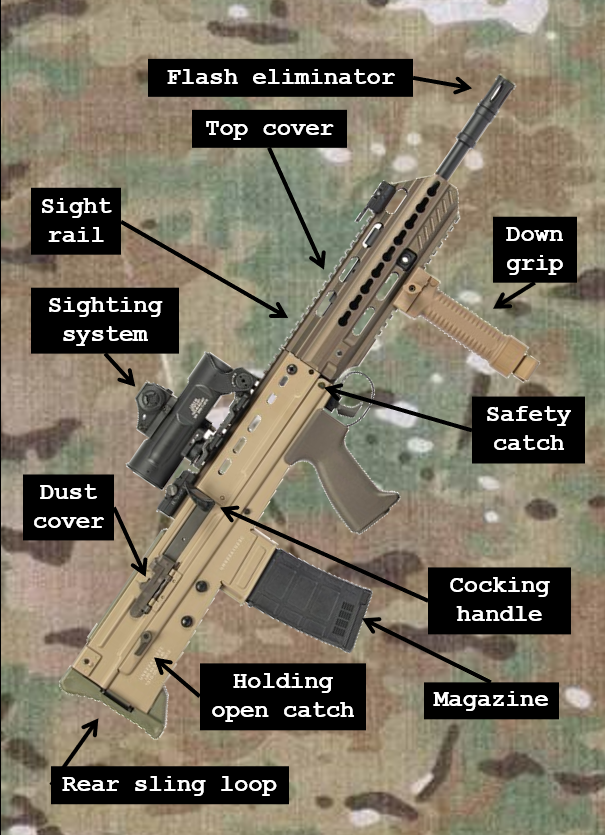 Flash eliminator
Top cover
Sight
rail
Down
grip
Sighting
system
Safety
catch
Dust
cover
Cocking
handle
Holding
open catch
Magazine
Rear sling loop